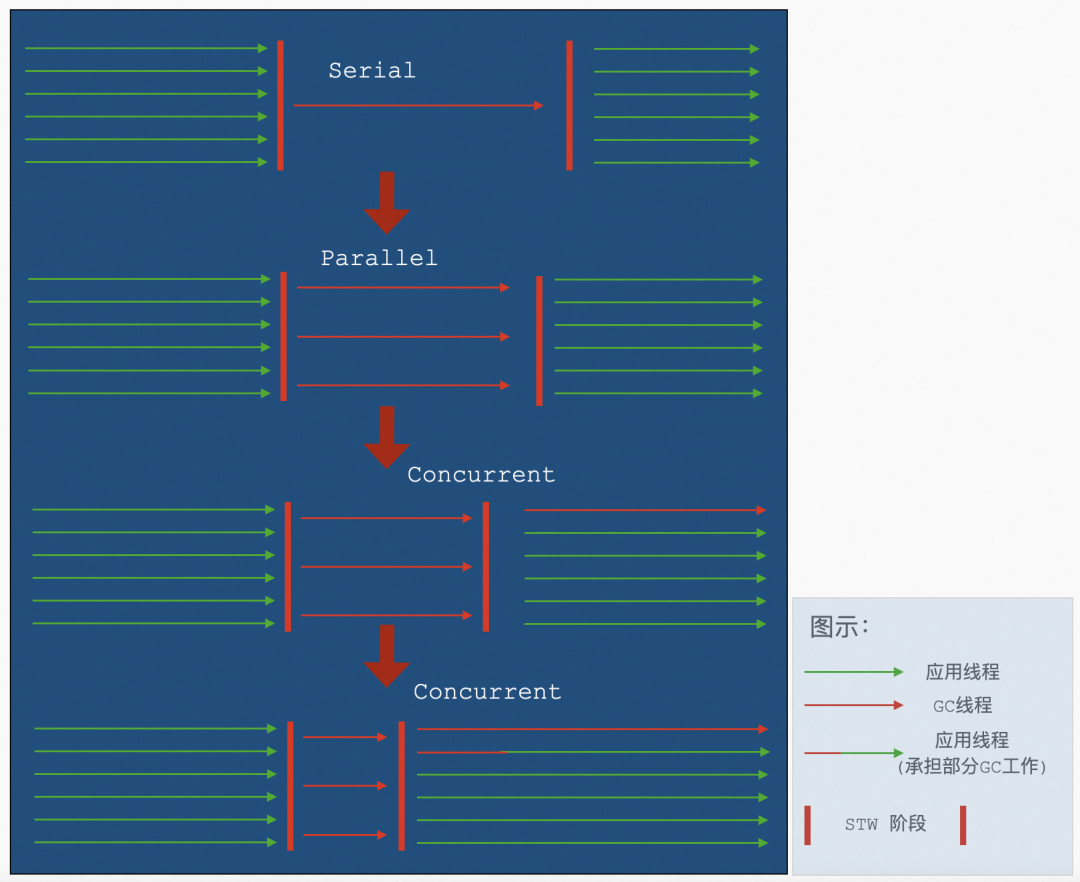 Serial
Parallel
Concurrent
Concurrent
图示：
应用线程
GC线程
应用线程
(承担部分GC工作)
STW 阶段